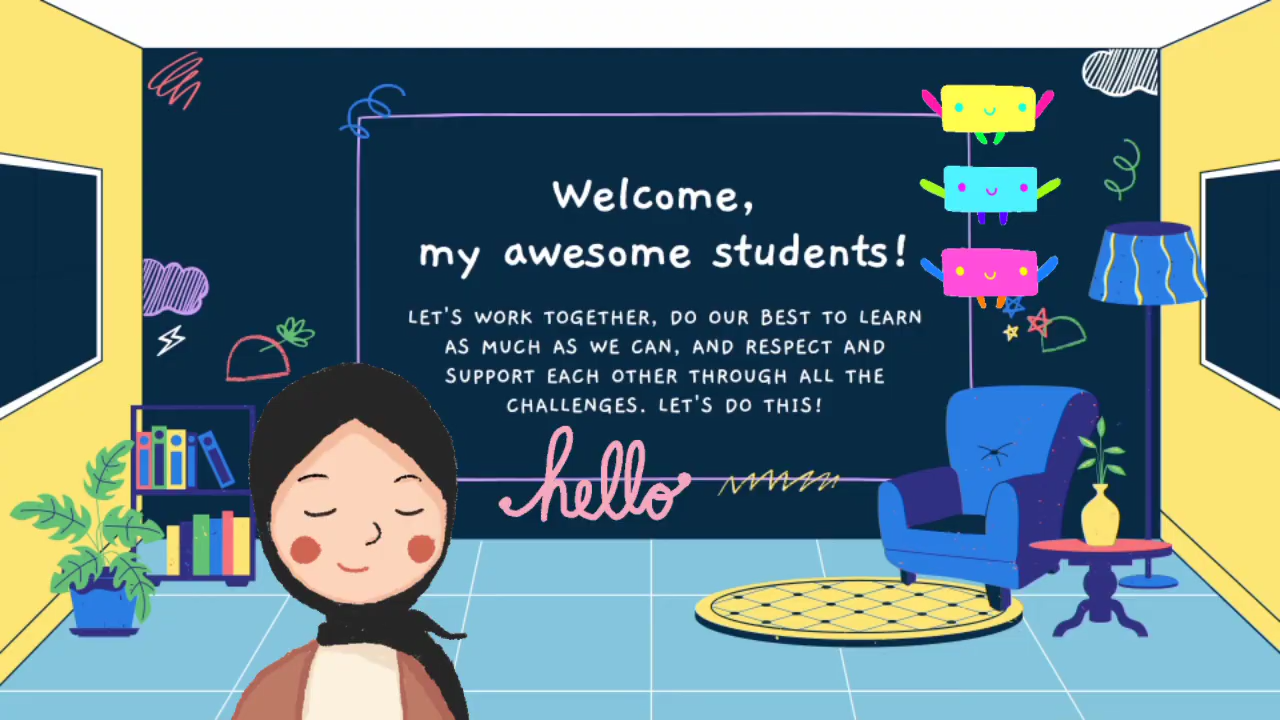 Welcome,
my awesome students!
LET'S WORK TOGETHER, DO OUR BEST TO LEARN
AS MUCH AS WE CAN, AND RESPECT AND
SUPPORT EACH OTHER THROUGH ALL THE
CHALLENGES. LET'S DO THIS!
hello